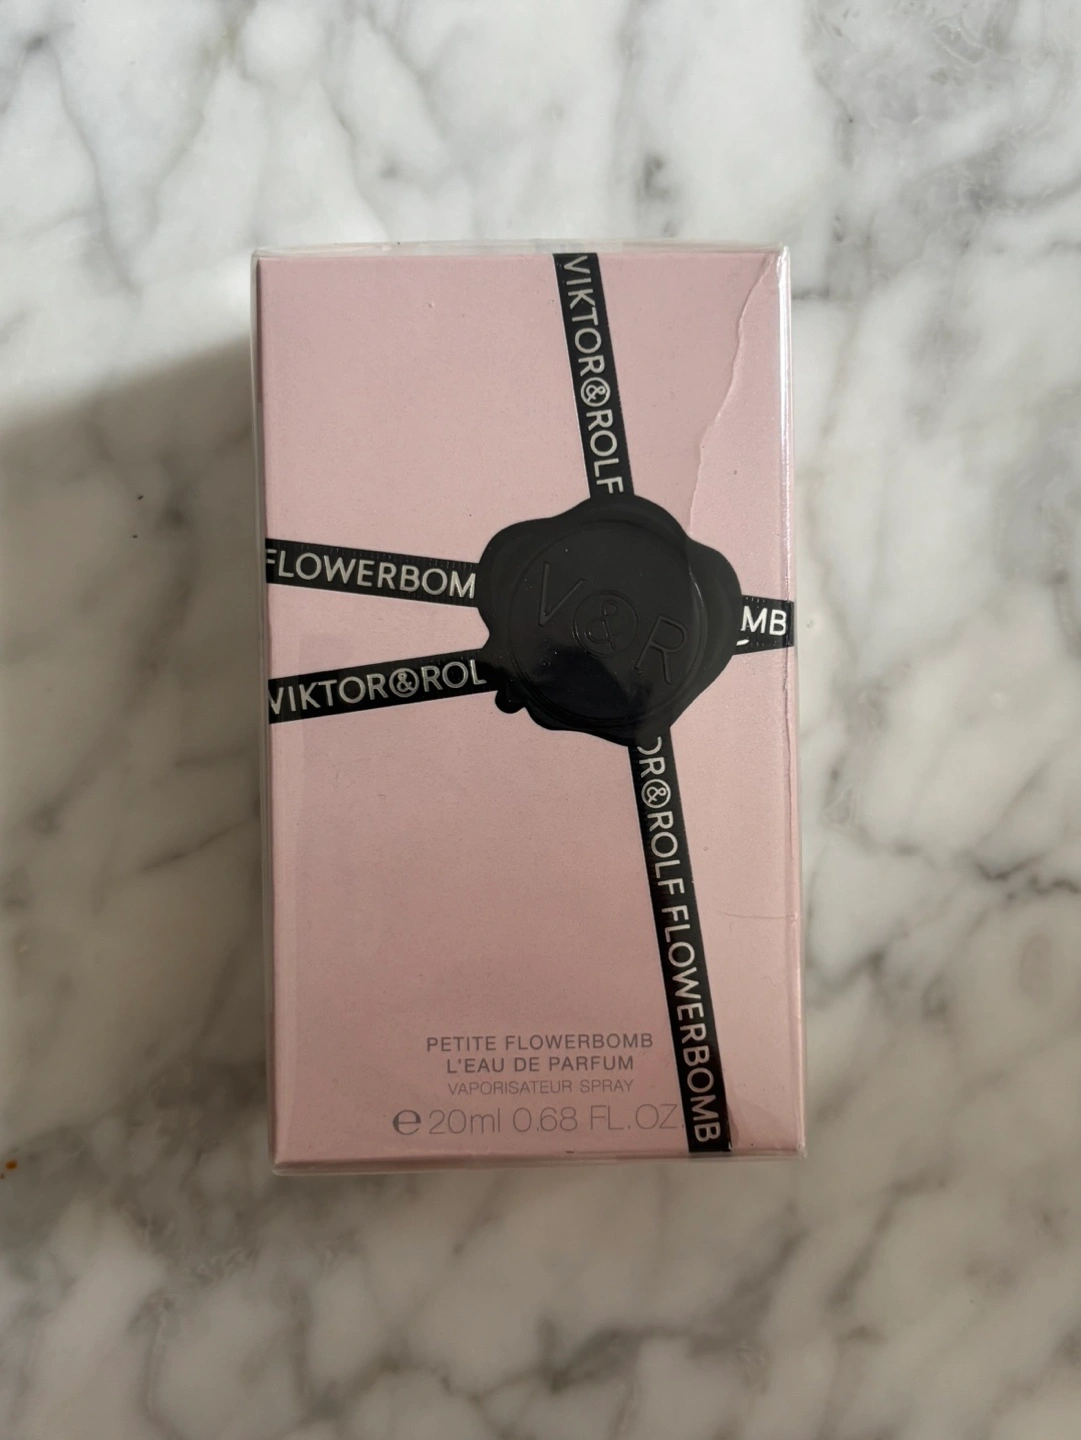 VIKTOR&ROLF
FLOWERBOM
V&R
MB
VIKTOR&ROL
OR&ROLF FLOWERBOMB
PETITE FLOWERBOMB
L'EAU DE PARFUM
VAPORISATEUR SPRAY
℮ 20ml 0.68 FL.OZ.